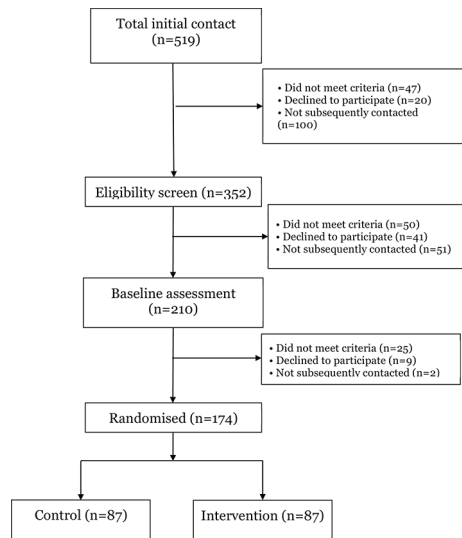 Total initial contact
(n=519)
• Did not meet criteria (n=47)
• Declined to participate (n=20)
• Not subsequently contacted
(n=100)
Eligibility screen (n=352)
• Did not meet criteria (n=50)
• Declined to participate (n=41)
• Not subsequently contacted (n=51)
Baseline assessment
(n=210)
• Did not meet criteria (n=25)
• Declined to participate (n=9)
• Not subsequently contacted (n=2)
Randomised (n=174)
Control (n=87)
Intervention (n=87)